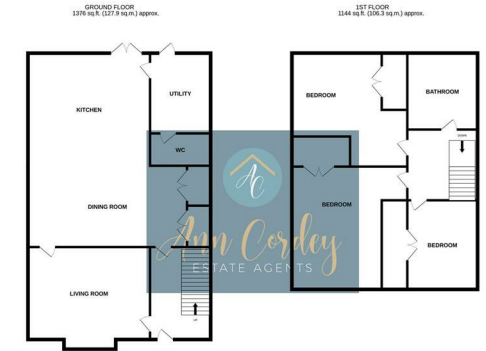 GROUND FLOOR
1376 sq.ft. (127.9 sq.m.) approx.
1ST FLOOR
1144 sq.ft. (106.3 sq.m.) approx.
UTILITY
KITCHEN
WC
DINING ROOM
LIVING ROOM
UP
BEDROOM
BATHROOM
DOWN
BEDROOM
BEDROOM
AC
Ann Cordey
ESTATE AGENTS